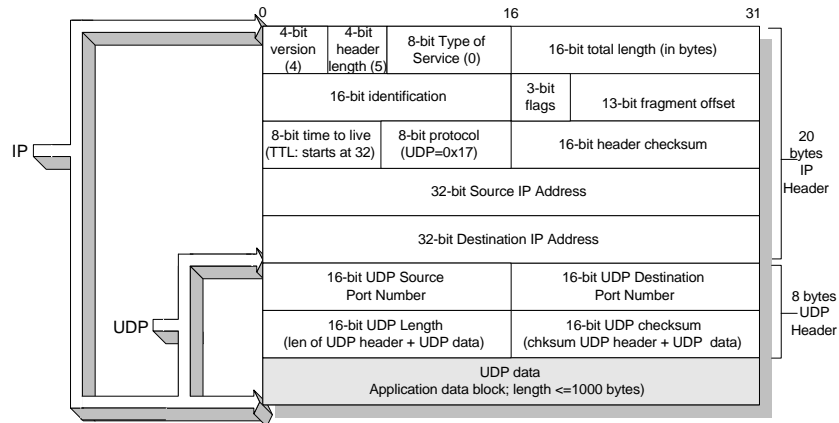 0 16 31
4-bit
version
(4)
4-bit
header
length (5)
8-bit Type of
Service (0)
16-bit total length (in bytes)
16-bit identification
3-bit
flags
13-bit fragment offset
8-bit time to live
(TTL: starts at 32)
8-bit protocol
(UDP=0x17)
16-bit header checksum
32-bit Source IP Address
32-bit Destination IP Address
20
bytes
IP
Header
IP
16-bit UDP Source
Port Number
16-bit UDP Destination
Port Number
16-bit UDP Length
(len of UDP header + UDP data)
16-bit UDP checksum
(chksum UDP header + UDP data)
8 bytes
UDP
Header
UDP
UDP data
Application data block; length <=1000 bytes)